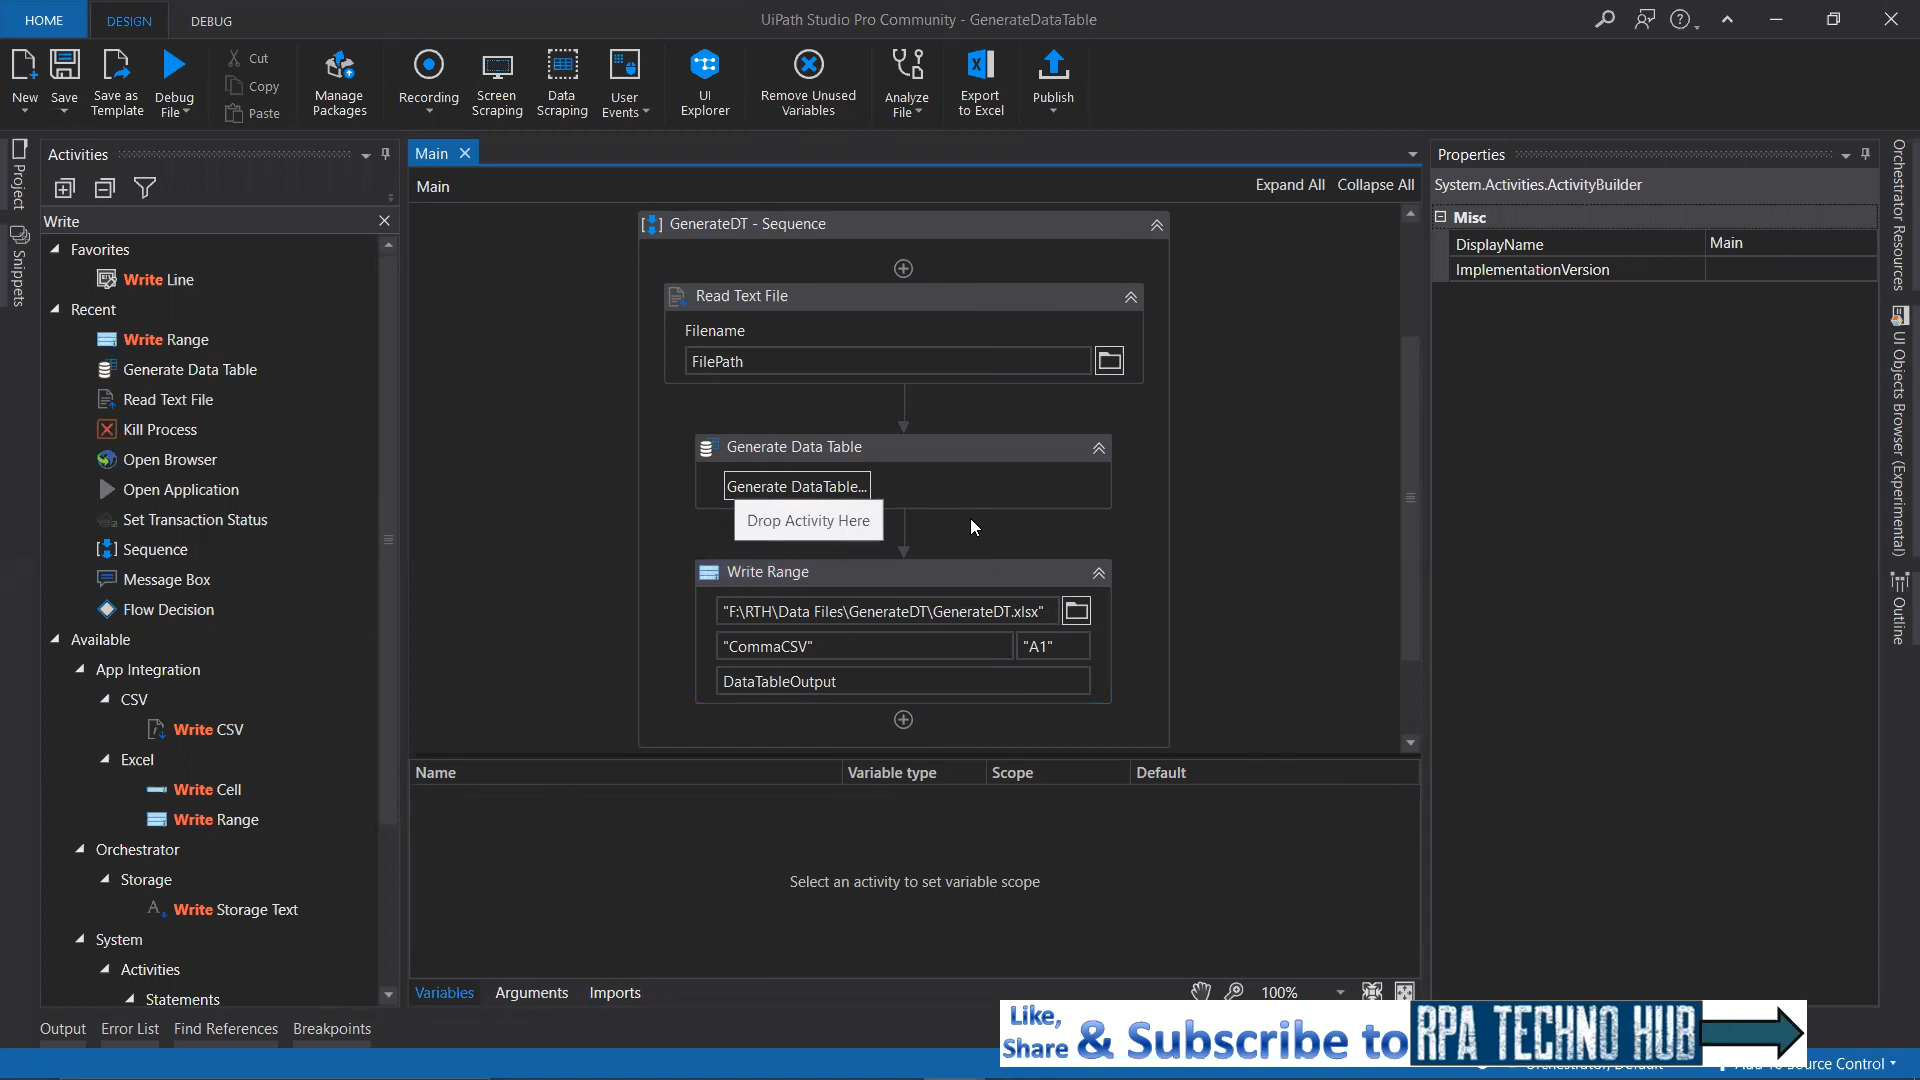 HOME
DESIGN
DEBUG
UiPath Studio Pro Community - GenerateDataTable
New
Save
Save as
Template
Debug
File
Cut
Copy
Paste
Manage
Packages
Recording
Screen
Scraping
Data
Scraping
User
Events
UI
Explorer
Remove Unused
Variables
Analyze
File
Export
to Excel
Publish
Project
Snippets
Activities
Write
Favorites
Write Line
Recent
Write Range
Generate Data Table
Read Text File
Kill Process
Open Browser
Open Application
Set Transaction Status
Sequence
Message Box
Flow Decision
Available
App Integration
CSV
Write CSV
Excel
Write Cell
Write Range
Orchestrator
Storage
Write Storage Text
System
Activities
Statements
Main
Main
Expand All
Collapse All
GenerateDT - Sequence
Read Text File
Filename
FilePath
Generate Data Table
Generate DataTable...
Drop Activity Here
Write Range
"F:\RTH\Data Files\GenerateDT\GenerateDT.xlsx"
"CommaCSV"
"A1"
DataTableOutput
Name
Variable type
Scope
Default
Select an activity to set variable scope
Variables
Arguments
Imports
100%
Properties
System.Activities.ActivityBuilder
Misc
DisplayName
Main
ImplementationVersion
Orchestrator Resources
UI Objects Browser (Experimental)
Outline
Output
Error List
Find References
Breakpoints
Like,
Share & Subscribe to RPA TECHNO HUB
Orchestrator, Default
Add To Source Control